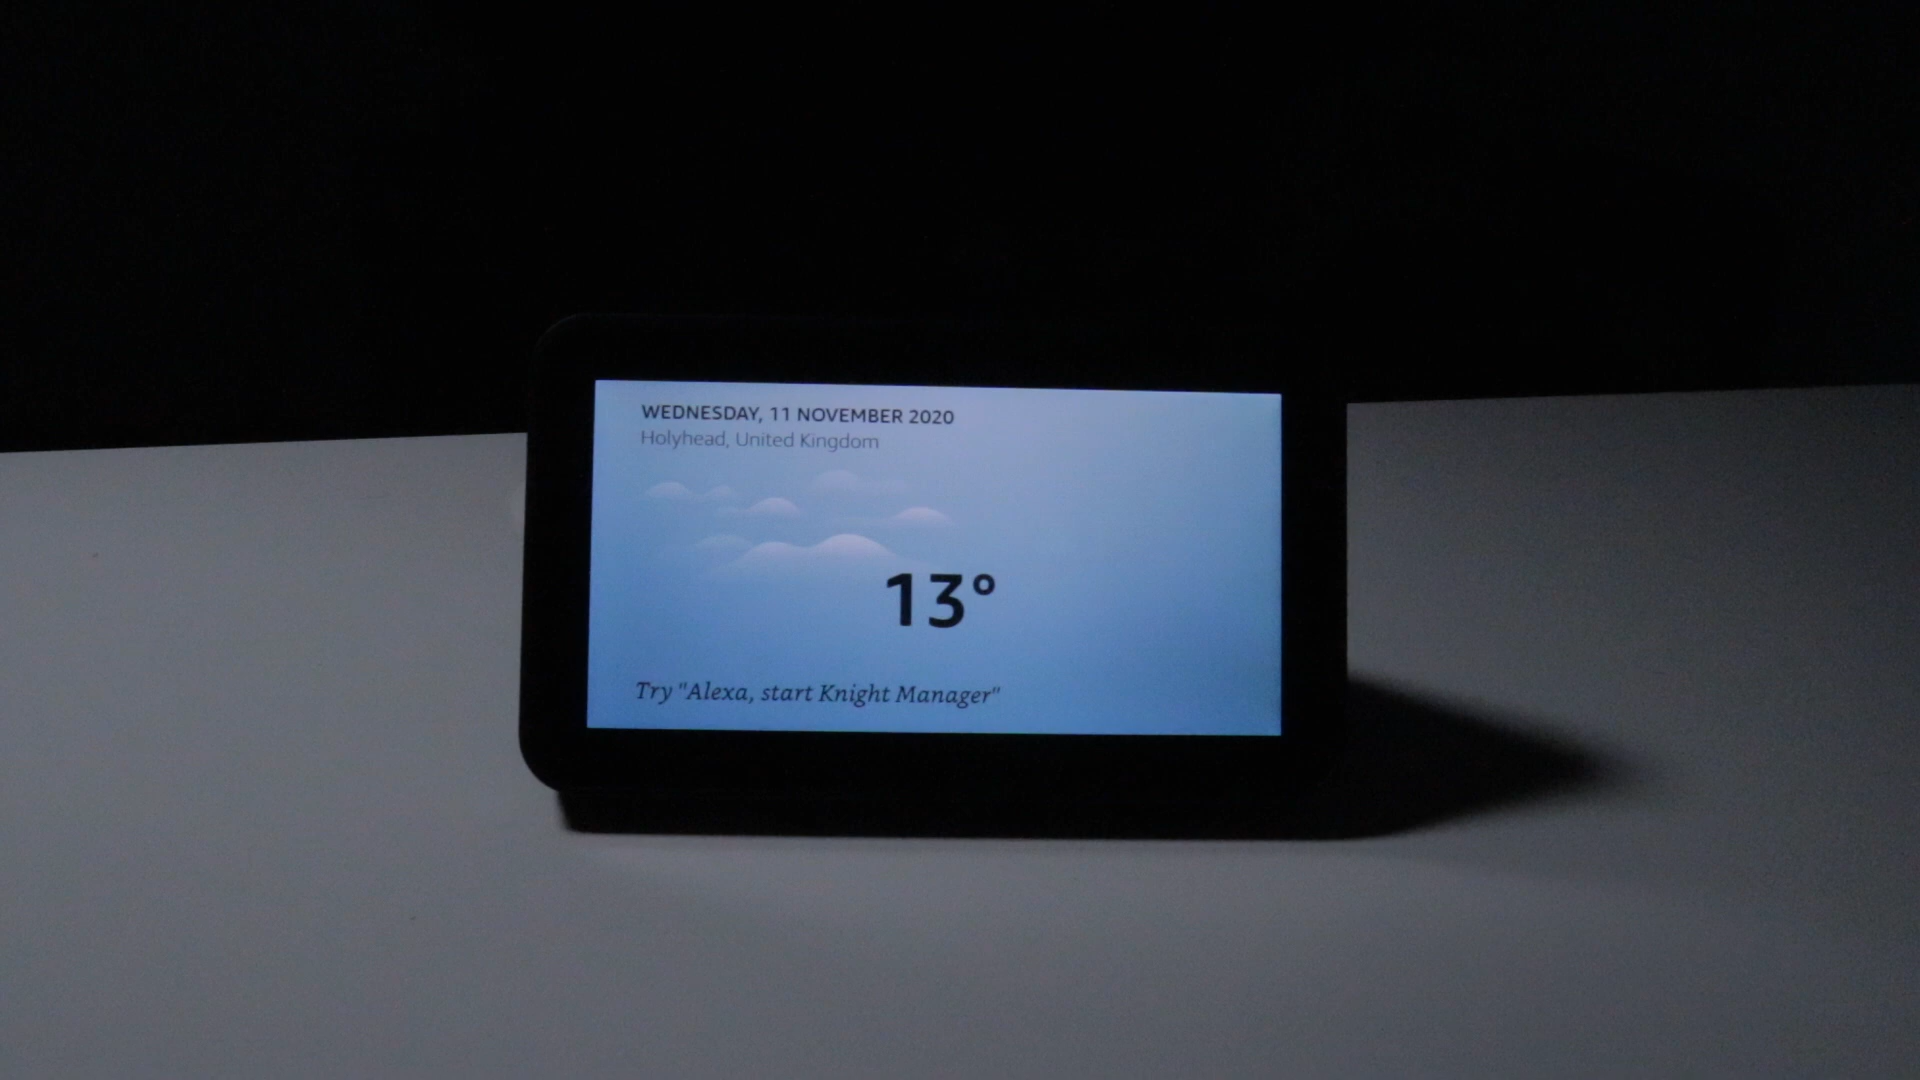 WEDNESDAY, 11 NOVEMBER 2020
Holyhead, United Kingdom
13°
Try "Alexa, start Knight Manager"